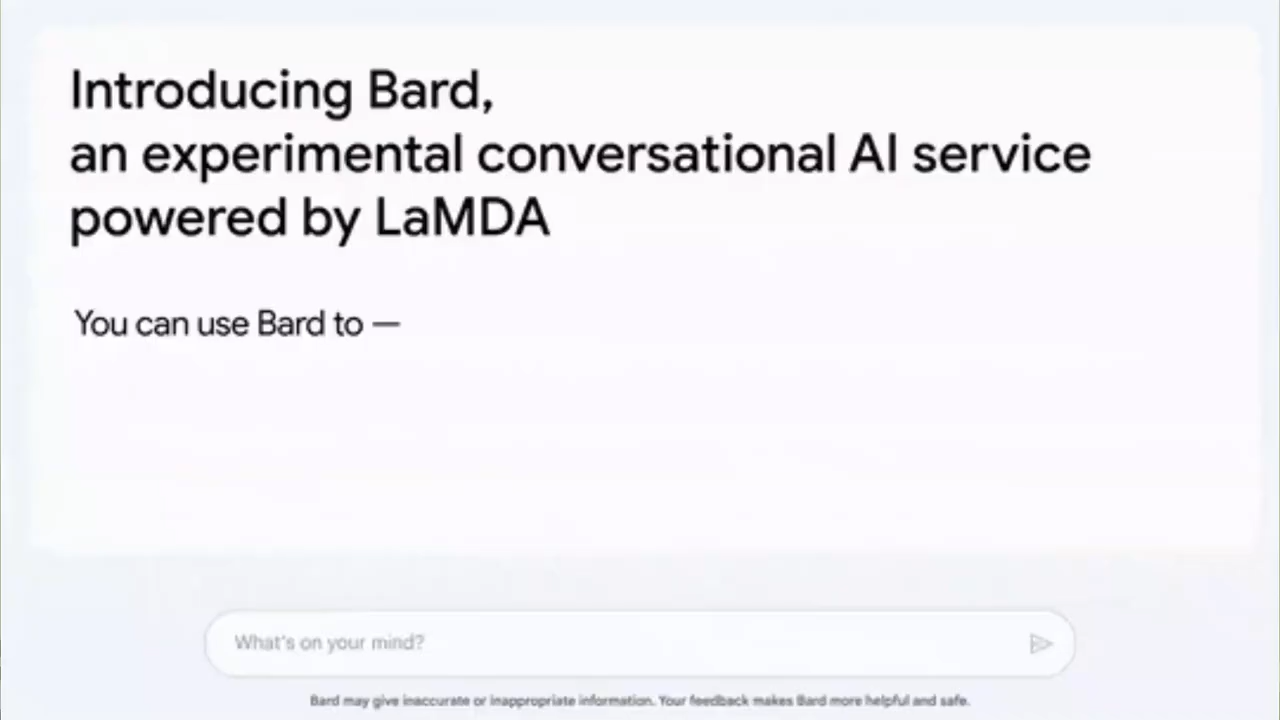 Introducing Bard,
an experimental conversational AI service
powered by LaMDA
You can use Bard to —
What's on your mind?
Bard may give inaccurate or inappropriate information. Your feedback makes Bard more helpful and safe.